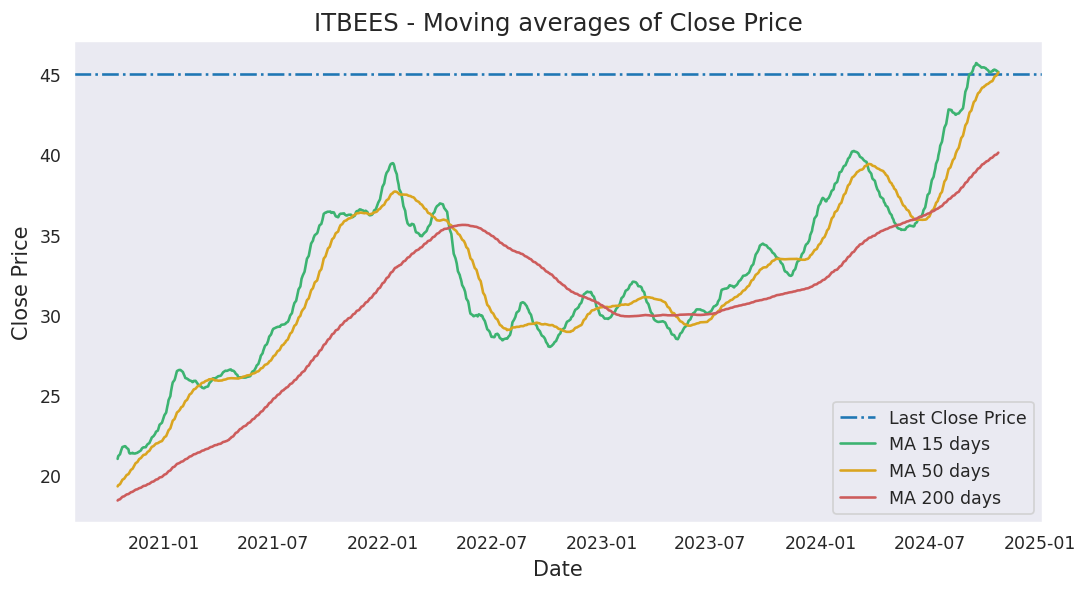 ITBEES - Moving averages of Close Price
Close Price
45
40
35
30
25
20
Last Close Price
MA 15 days
MA 50 days
MA 200 days
2021-01 2021-07 2022-01 2022-07 2023-01 2023-07 2024-01 2024-07 2025-01
Date